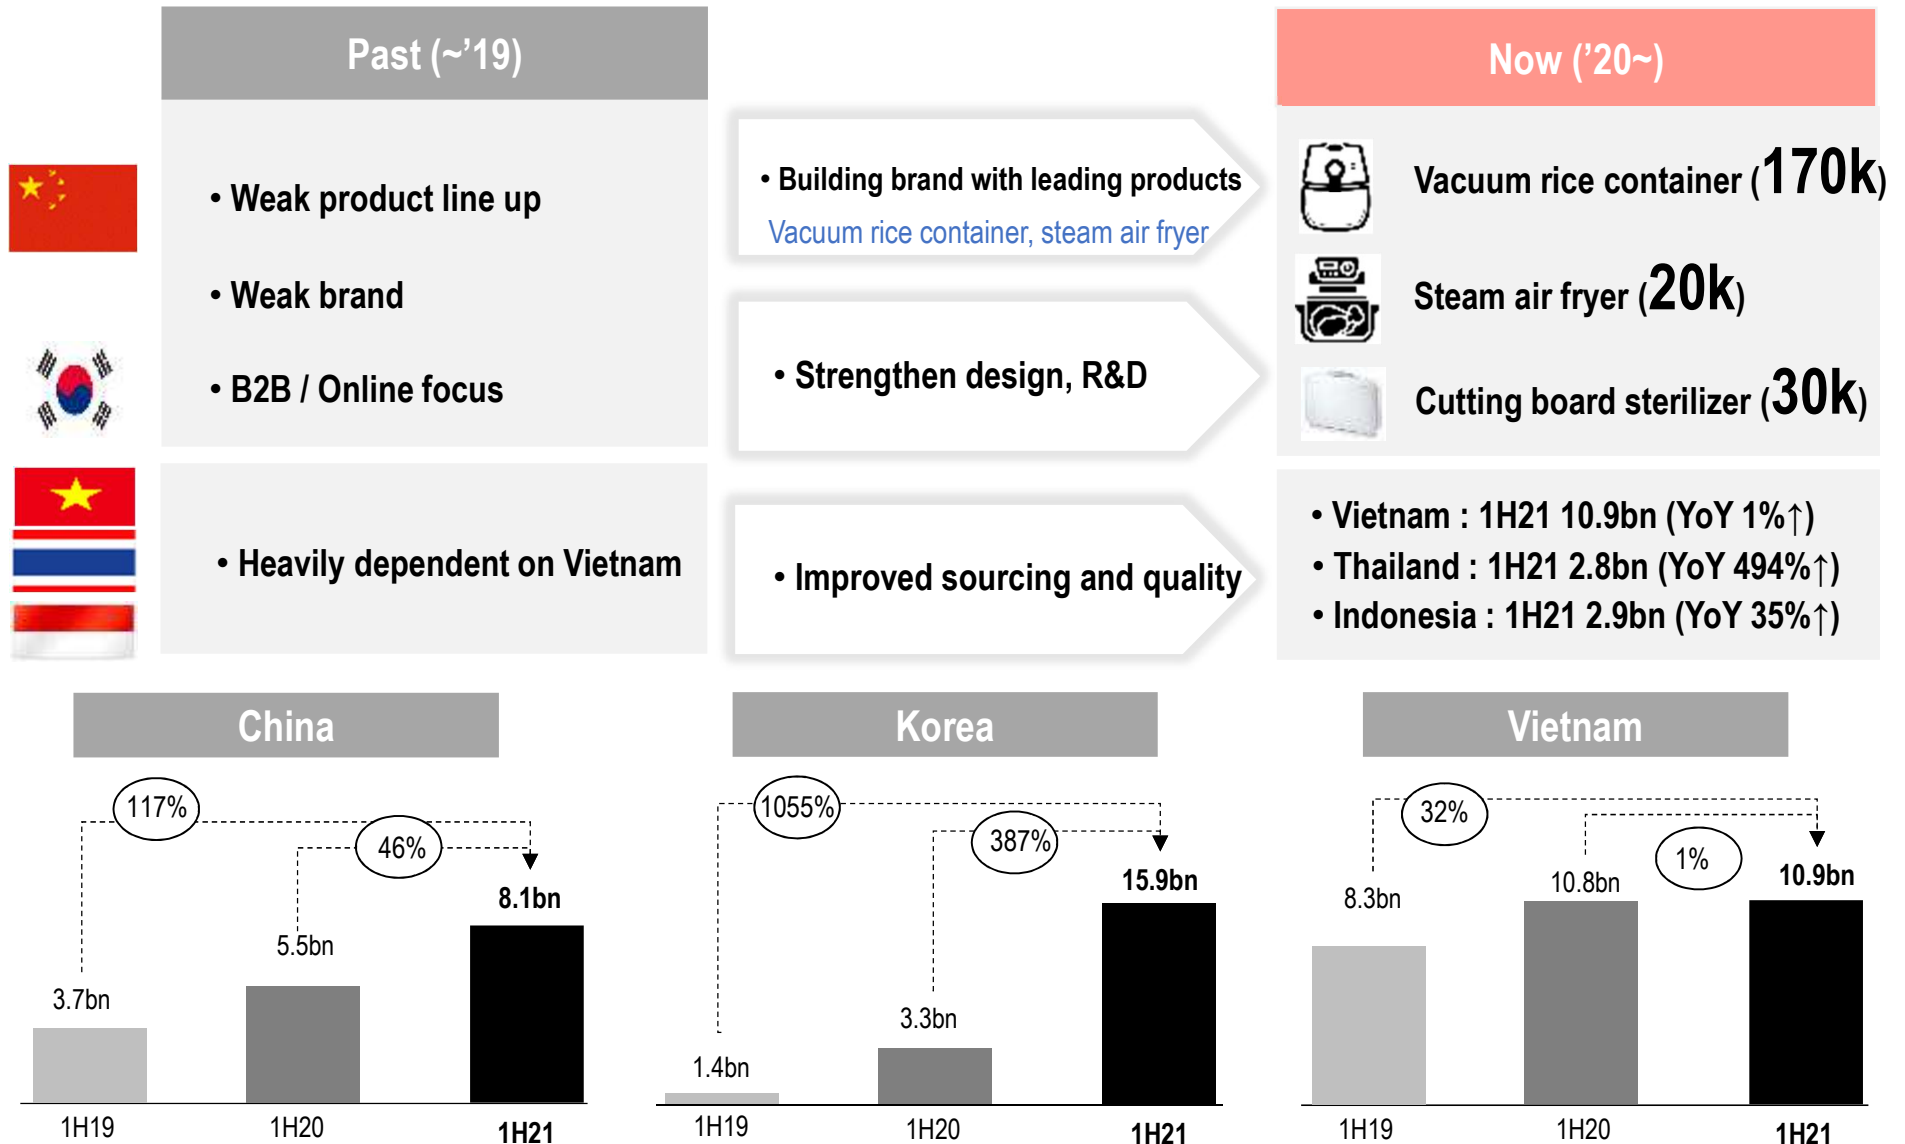 Past (~’19)
Now (’20~)
• Weak product line up
• Weak brand
• B2B / Online focus
• Building brand with leading products
Vacuum rice container, steam air fryer
• Strengthen design, R&D
Vacuum rice container (170k)
Steam air fryer (20k)
Cutting board sterilizer (30k)
• Heavily dependent on Vietnam
• Improved sourcing and quality
• Vietnam : 1H21 10.9bn (YoY 1%↑)
• Thailand : 1H21 2.8bn (YoY 494%↑)
• Indonesia : 1H21 2.9bn (YoY 35%↑)
China
117%
46%
8.1bn
5.5bn
3.7bn
1H19 1H20 1H21
Korea
1055%
387%
15.9bn
3.3bn
1.4bn
1H19 1H20 1H21
Vietnam
32%
1%
8.3bn
10.8bn
10.9bn
1H19 1H20 1H21